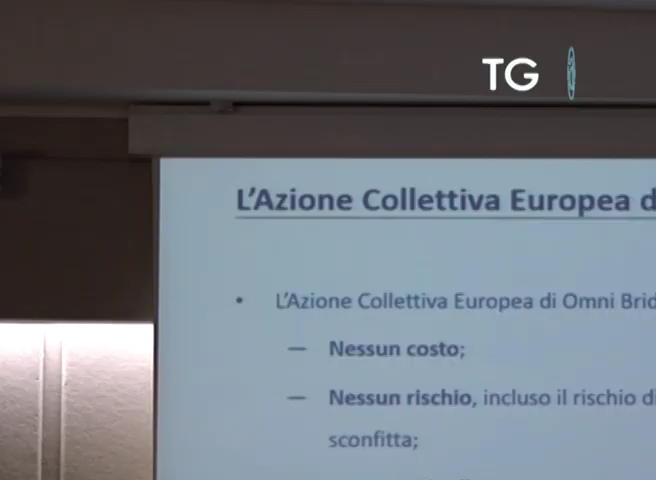 TG
L'Azione Collettiva Europea d
• L'Azione Collettiva Europea di Omni Brid
— Nessun costo;
— Nessun rischio, incluso il rischio di
sconfitta;